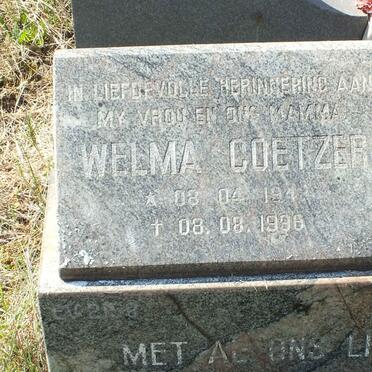 IN LIEFDEVOLLE HERINNERING AAN
MY VROU EN ONS MAMMA
WELMA COETZER
* 08. 04. 194
✝ 08. 08. 1996
MET AL ONS LI